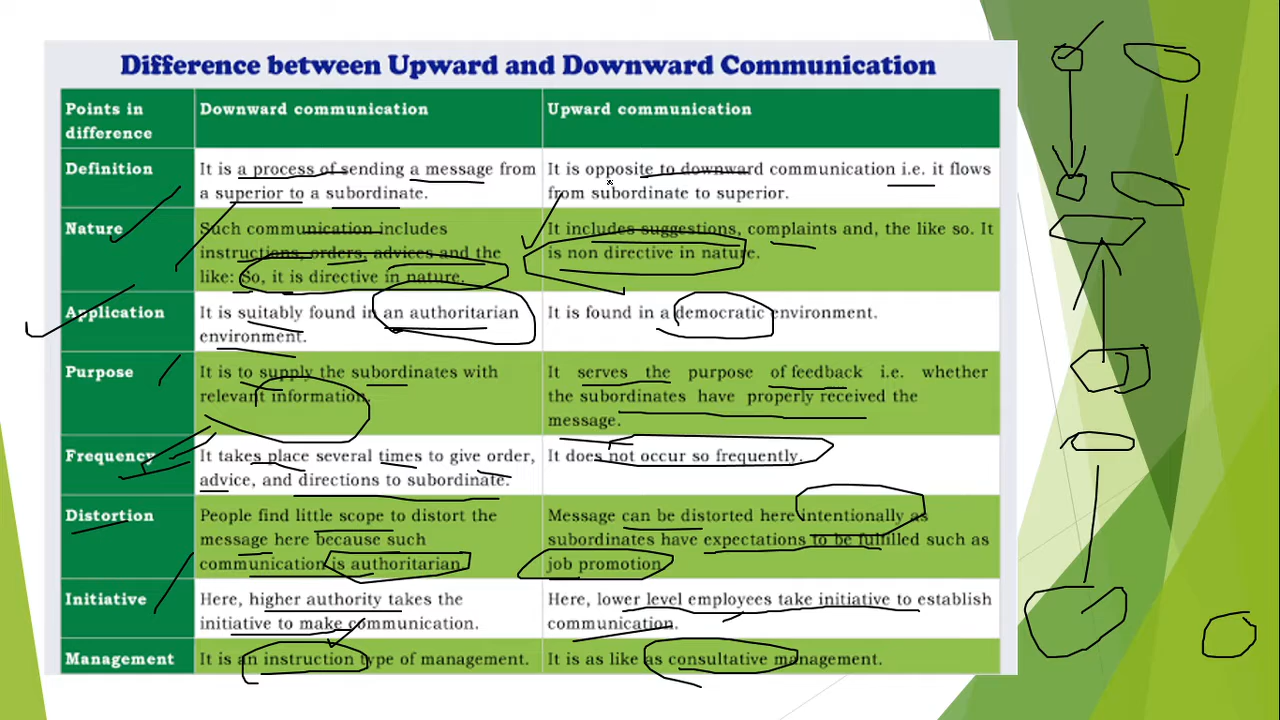 Difference between Upward and Downward Communication
Points in difference
Downward communication
Upward communication
Definition
It is a process of sending a message from
a superior to a subordinate.
It is opposite to downward communication i.e. it flows
from subordinate to superior.
Nature
Such communication includes
instructions, orders, advices and the
like: So, it is directive in nature.
It includes suggestions, complaints and, the like so. It
is non directive in nature.
Application
It is suitably found in an authoritarian
environment.
It is found in a democratic environment.
Purpose
It is to supply the subordinates with
relevant information.
It serves the purpose of feedback i.e. whether
the subordinates have properly received the
message.
Frequency
It takes place several times to give order,
advice, and directions to subordinate.
It does not occur so frequently.
Distortion
People find little scope to distort the
message here because such
communication is authoritarian
Message can be distorted here intentionally as
subordinates have expectations to be fulfilled such as
job promotion
Initiative
Here, higher authority takes the
initiative to make communication.
Here, lower level employees take initiative to establish
communication.
Management
It is an instruction type of management.
It is as like as consultative management.